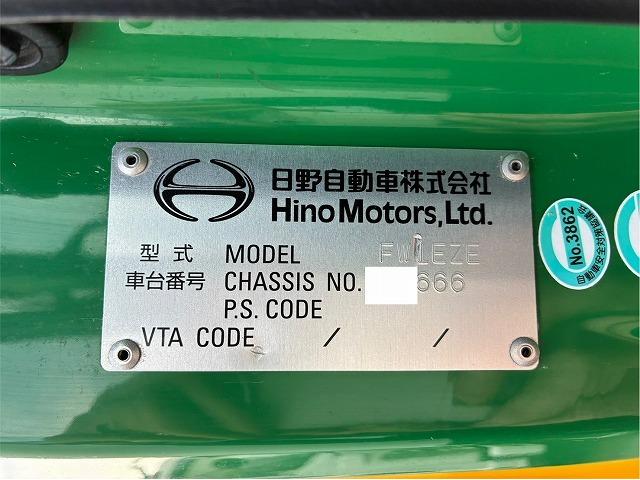 日野自動車株式会社
Hino Motors, Ltd.
型式 MODEL FW1EZE
車台番号 CHASSIS NO. 666
P.S. CODE
VTA CODE / /
No.3862